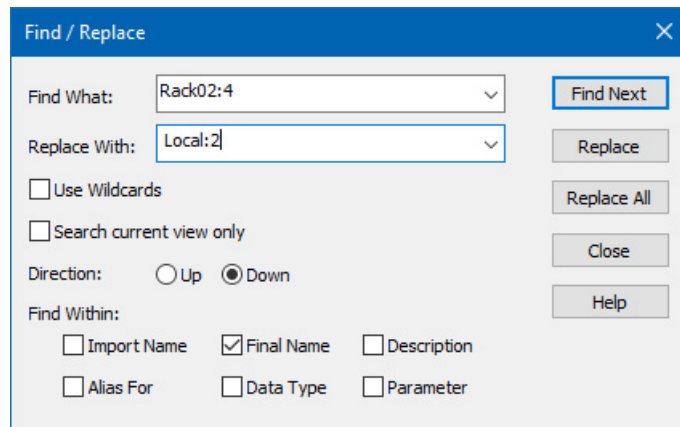 Find / Replace
Find What: Rack02:4 Find Next
Replace With: Local:2 Replace
Use Wildcards Replace All
Search current view only
Close
Direction: Up Down
Help
Find Within:
Import Name Final Name Description
Alias For Data Type Parameter